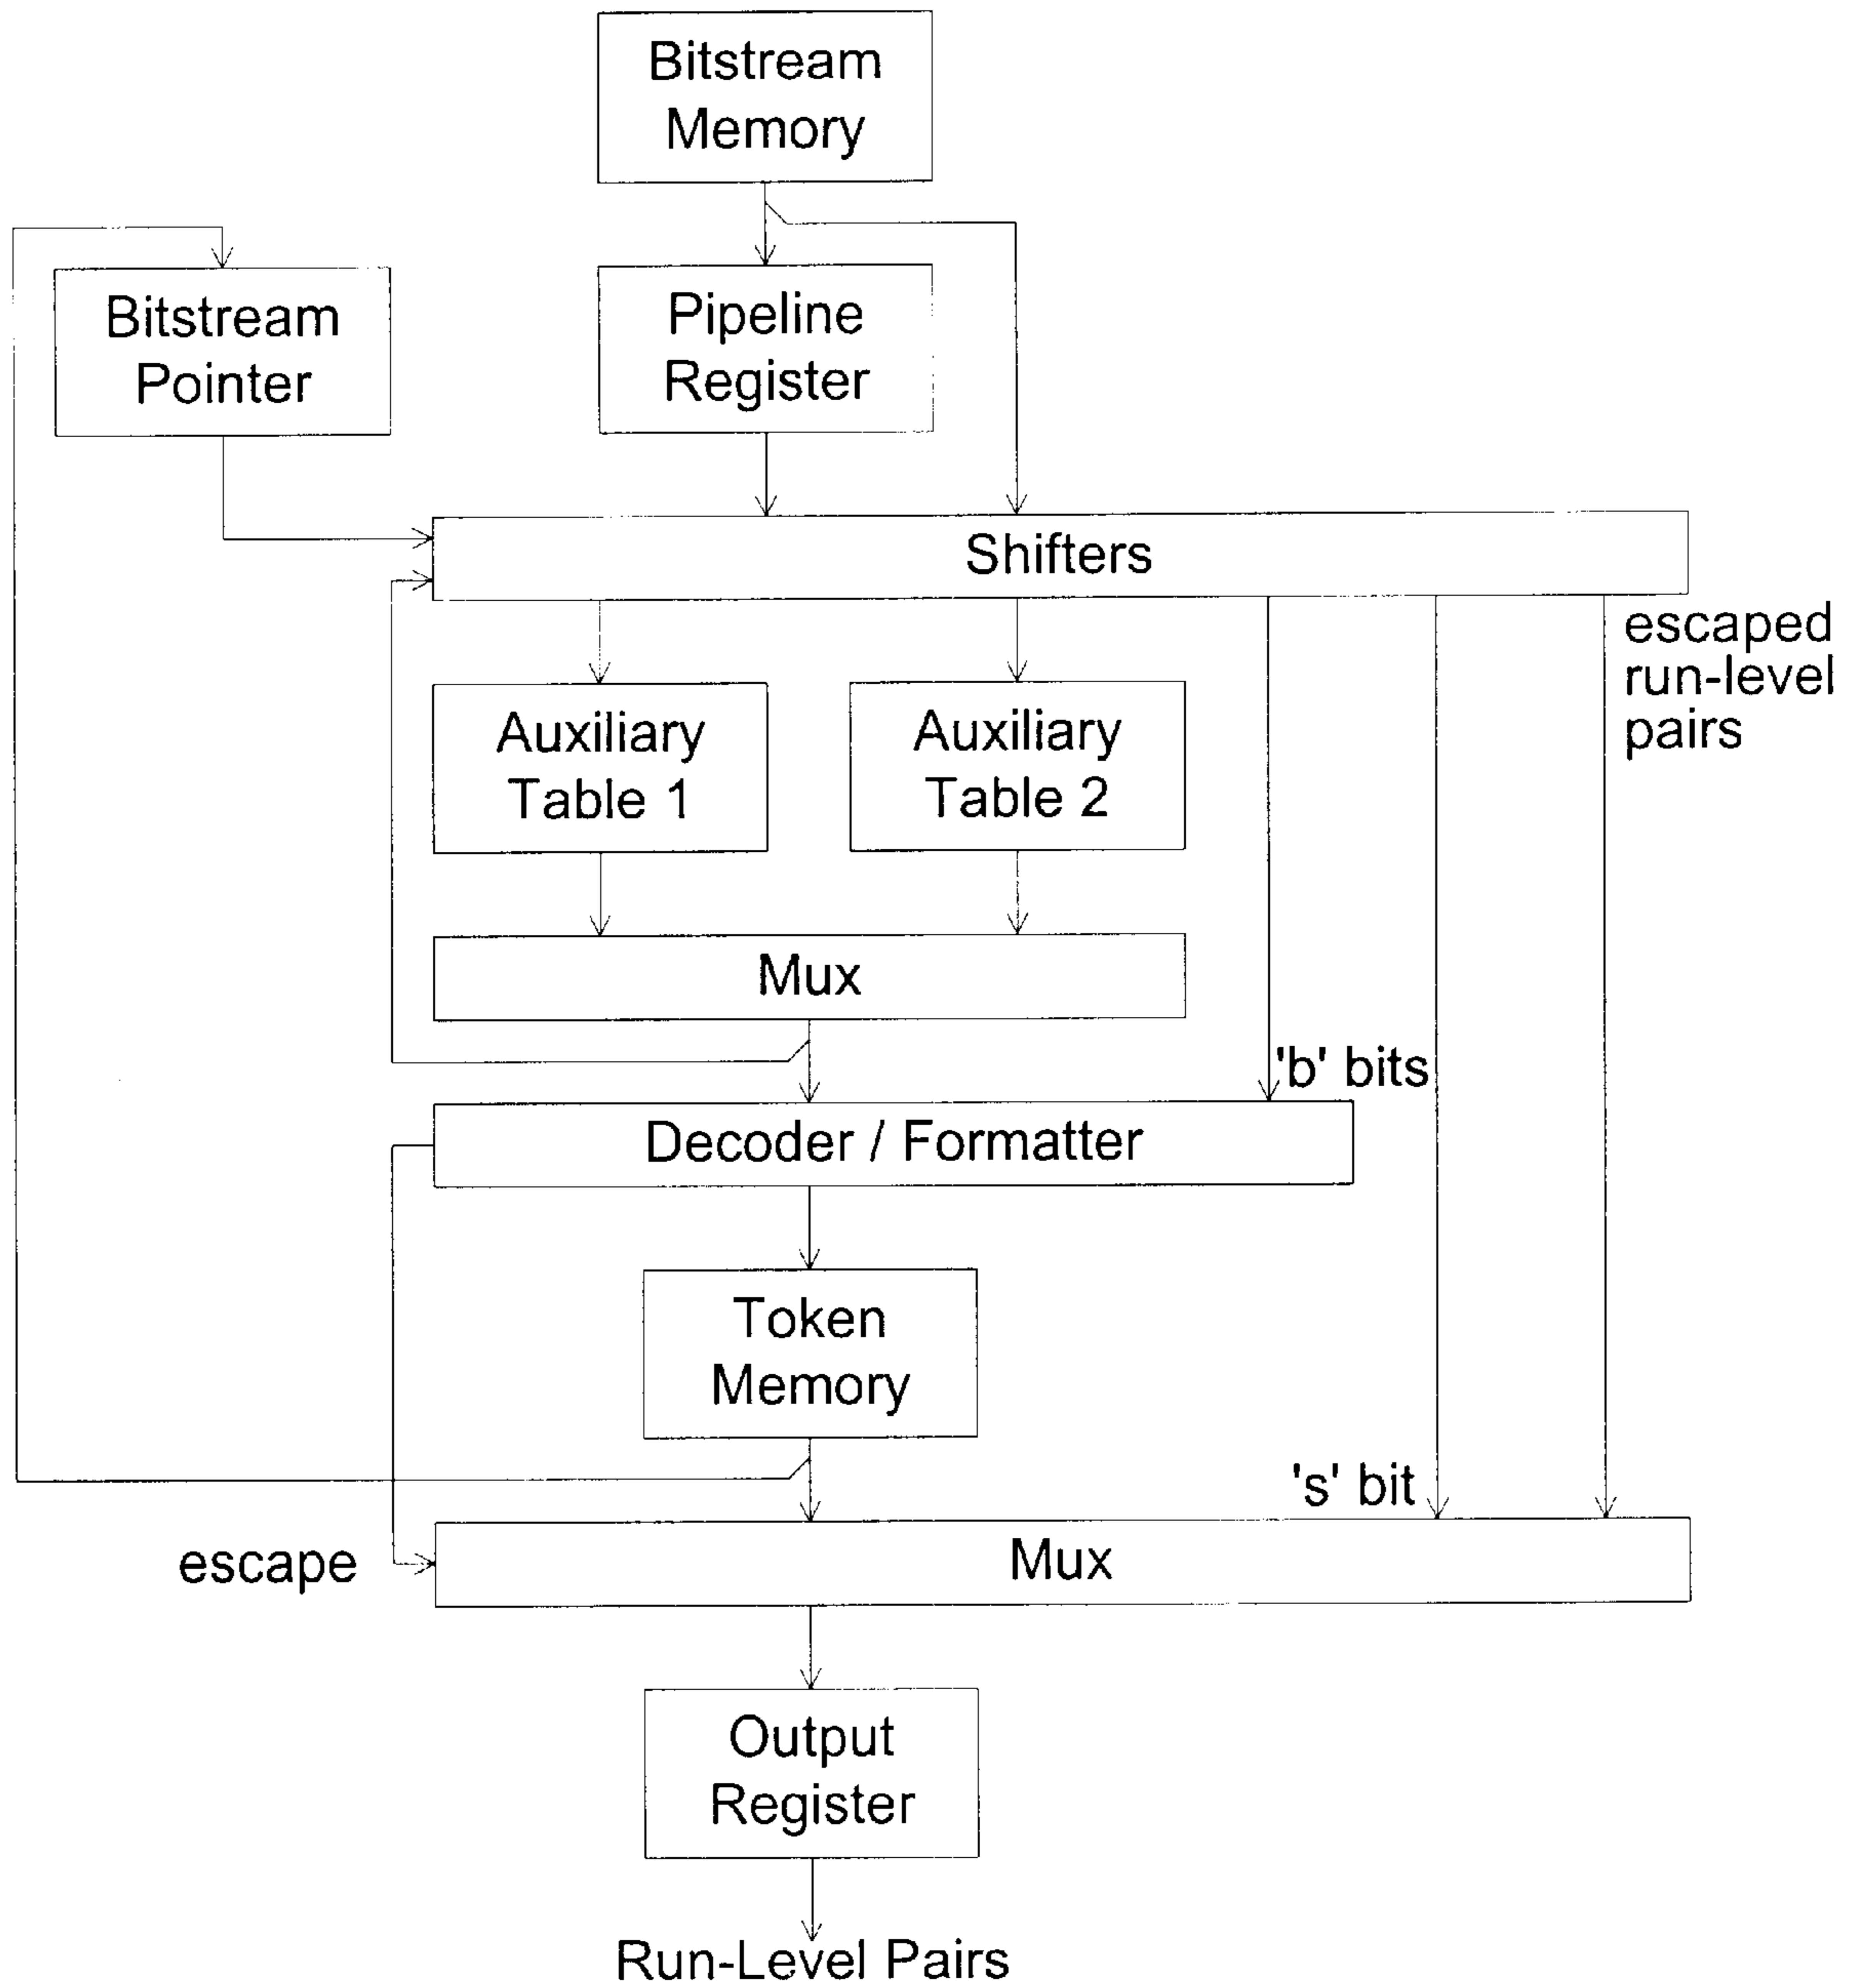 Bitstream
Memory
Bitstream
Pointer
Pipeline
Register
Shifters
escaped
run-level
pairs
Auxiliary
Table 1
Auxiliary
Table 2
Mux
'b' bits
Decoder / Formatter
Token
Memory
's' bit
escape
Mux
Output
Register
Run-Level Pairs